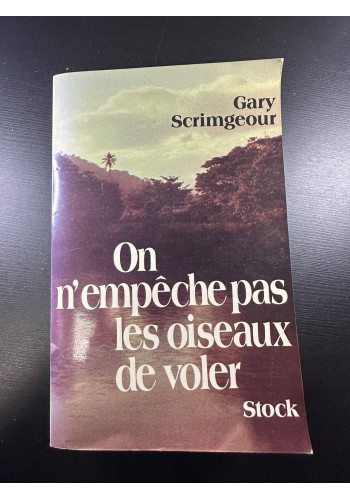 Gary
Scrimgeour
On
n'empêche pas
les oiseaux
de voler
Stock